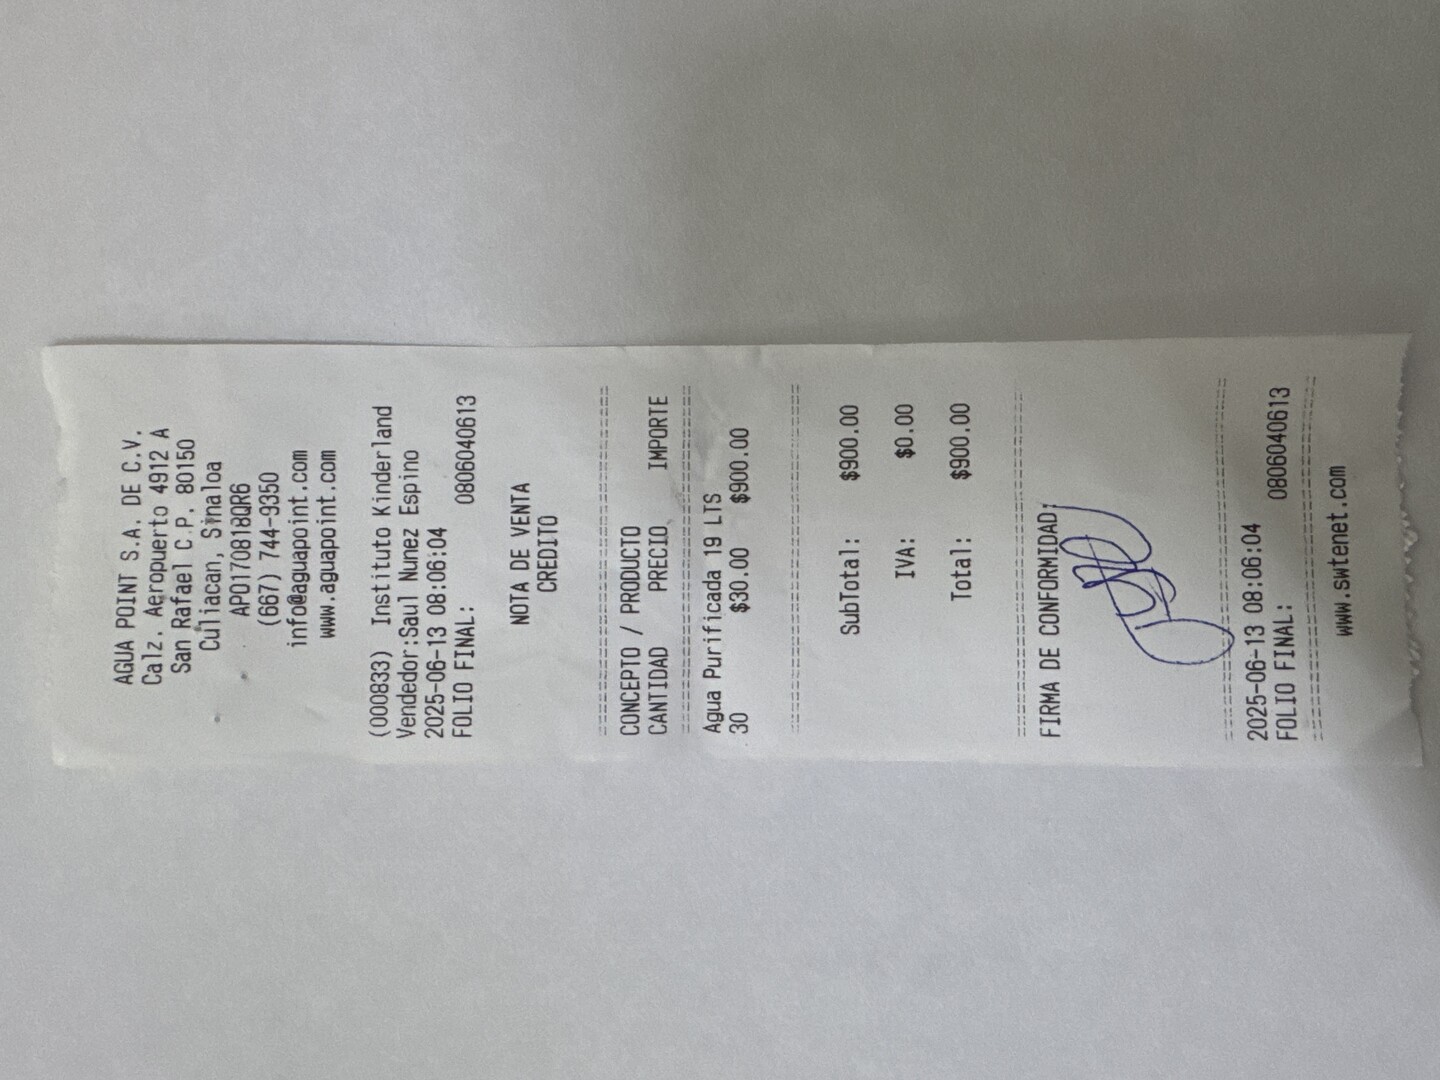 AGUA POINT S.A. DE C.V.
Calz. Aeropuerto 4912 A
San Rafael C.P. 80150
Culiacan, Sinaloa
APO170818QR6
(667) 744-9350
info@aguapoint.com
www.aguapoint.com
(000833) Instituto Kinderland
Vendedor:Saul Nunez Espino
2025-06-13 08:06:04
FOLIO FINAL: 0806040613
NOTA DE VENTA
CREDITO
CONCEPTO / PRODUCTO
CANTIDAD PRECIO IMPORTE
Agua Purificada 19 LTS
30 $30.00 $900.00
SubTotal: $900.00
IVA: $0.00
Total: $900.00
FIRMA DE CONFORMIDAD:
2025-06-13 08:06:04
FOLIO FINAL: 0806040613
www.swtenet.com